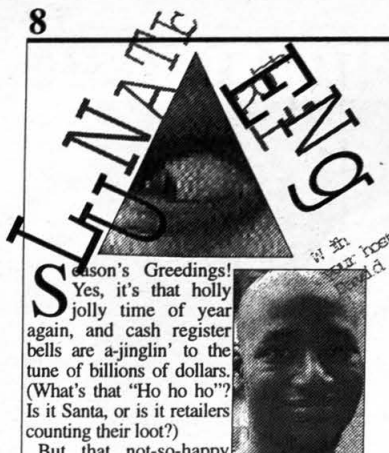 8
LUNATE
With
your host
David
Season's Greedings!
Yes, it's that holly
jolly time of year
again, and cash register
bells are a-jinglin' to the
tune of billions of dollars.
(What's that "Ho ho ho"?
Is it Santa, or is it retailers
counting their loot?)
But that not-so-happy